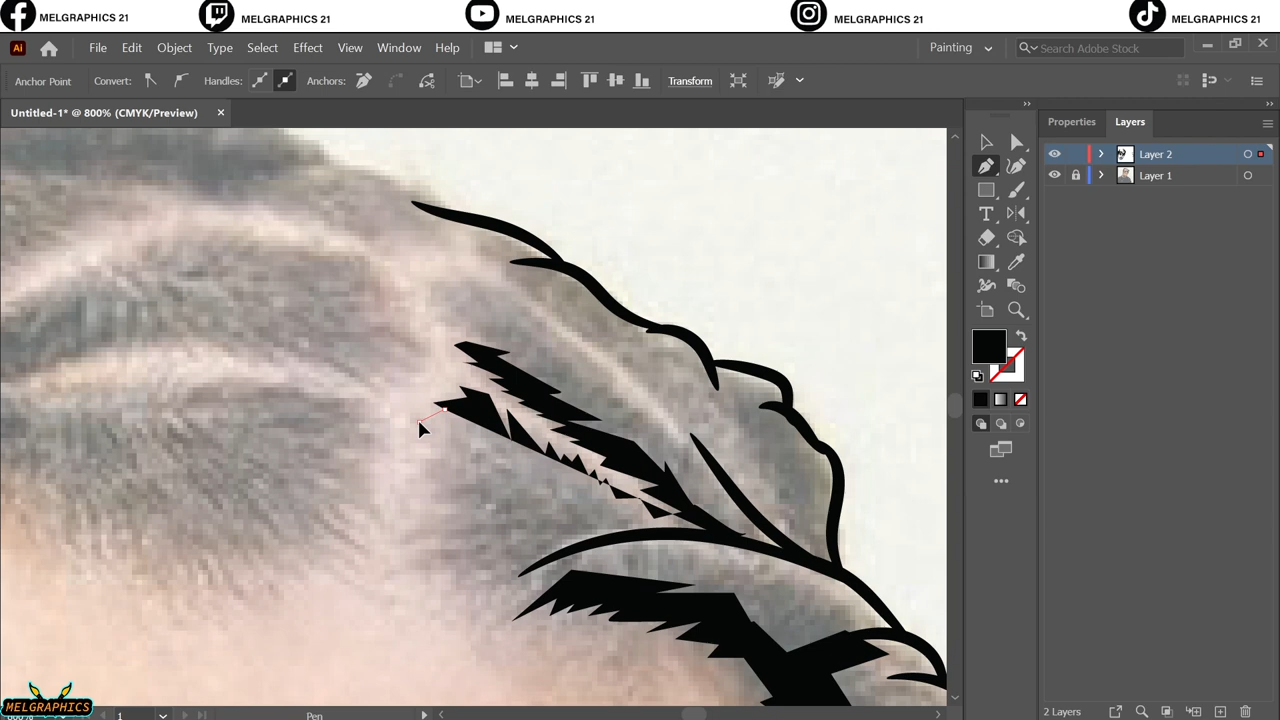 MELGRAPHICS 21 MELGRAPHICS 21 MELGRAPHICS 21 MELGRAPHICS 21 MELGRAPHICS 21
Ai File Edit Object Type Select Effect View Window Help Painting Search Adobe Stock
Anchor Point Convert: Handles: Anchors: Transform
Untitled-1* @ 800% (CMYK/Preview)
Properties Layers
Layer 2
Layer 1
T
MELGRAPHICS
1 Pen 2 Layers